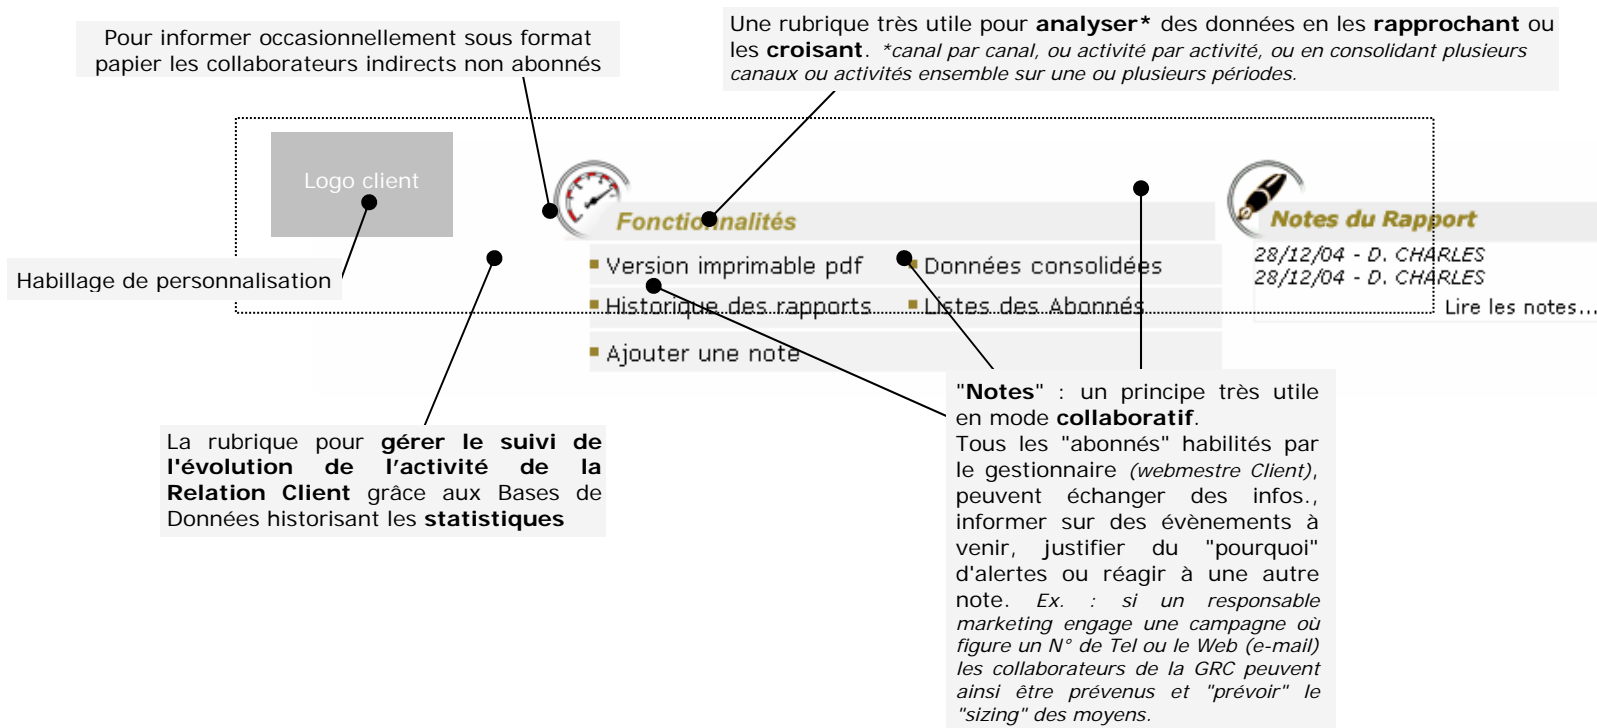 Pour informer occasionnellement sous format
papier les collaborateurs indirects non abonnés
Une rubrique très utile pour analyser* des données en les rapprochant ou
les croisant. *canal par canal, ou activité par activité, ou en consolidant plusieurs
canaux ou activités ensemble sur une ou plusieurs périodes.
Logo client
Habillage de personnalisation
Fonctionnalités
Version imprimable pdf
Données consolidées
Historique des rapports
Listes des Abonnés
Ajouter une note
Notes du Rapport
28/12/04 - D. CHARLES
28/12/04 - D. CHARLES
Lire les notes...
La rubrique pour gérer le suivi de
l'évolution de l’activité de la
Relation Client grâce aux Bases de
Données historisant les statistiques
"Notes" : un principe très utile
en mode collaboratif.
Tous les "abonnés" habilités par
le gestionnaire (webmestre Client),
peuvent échanger des infos.,
informer sur des évènements à
venir, justifier du "pourquoi"
d'alertes ou réagir à une autre
note. Ex. : si un responsable
marketing engage une campagne où
figure un N° de Tel ou le Web (e-mail)
les collaborateurs de la GRC peuvent
ainsi être prévenus et "prévoir" le
"sizing" des moyens.